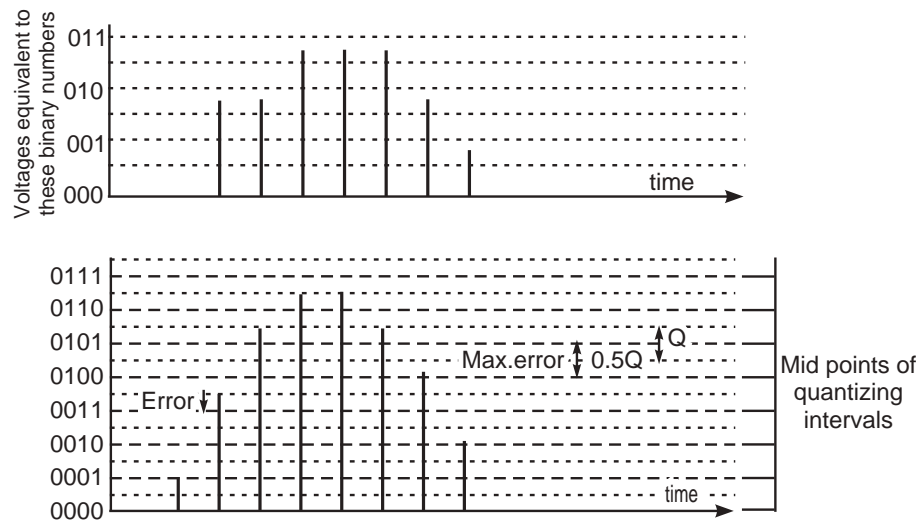 Voltages equivalent to
these binary numbers
011
010
001
000
time
0111
0110
0101
0100
0011
0010
0001
0000
Error
Max.error
0.5Q
Q
time
Mid points of
quantizing
intervals